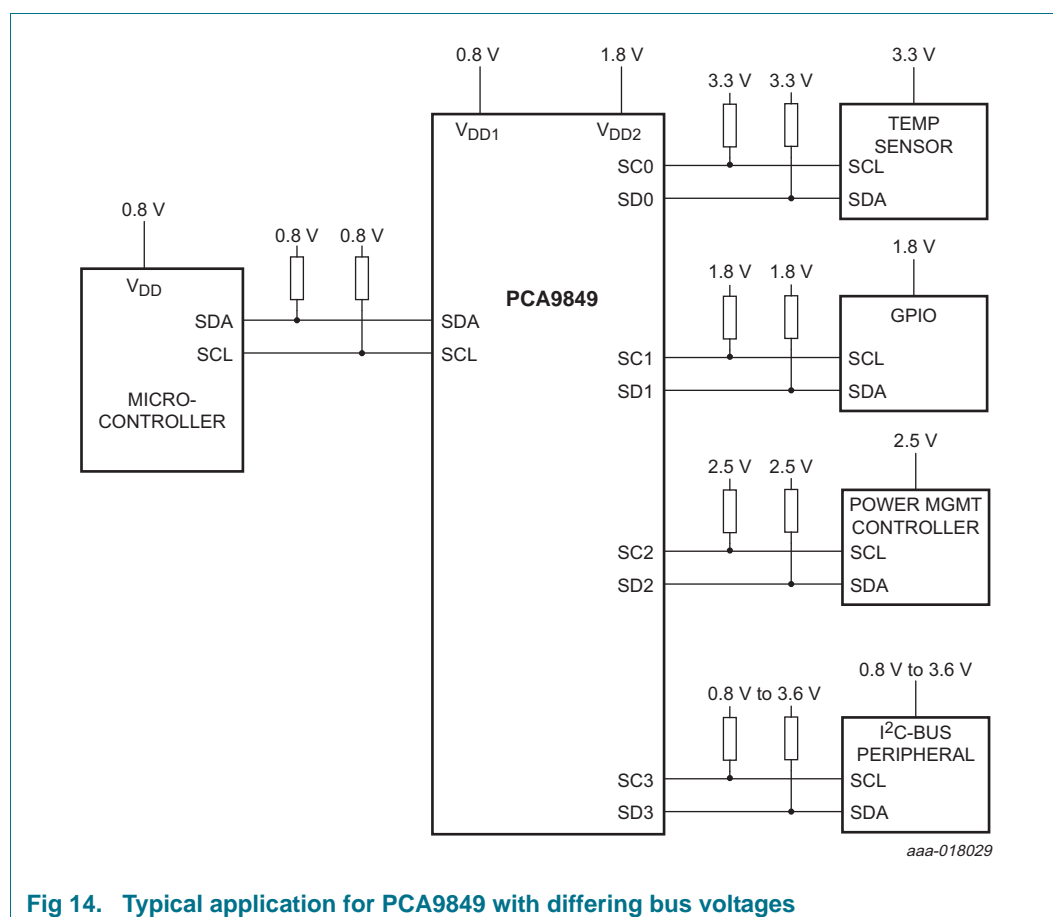 0.8 V
1.8 V
3.3 V
3.3 V
3.3 V
V_DD1
V_DD2
TEMP
SENSOR
SC0
SCL
SD0
SDA
0.8 V
0.8 V
0.8 V
1.8 V
V_DD
1.8 V
1.8 V
PCA9849
GPIO
SDA
SDA
SCL
SCL
SC1
SCL
SD1
SDA
MICRO-
CONTROLLER
2.5 V
2.5 V
2.5 V
POWER MGMT
CONTROLLER
SC2
SCL
SD2
SDA
0.8 V to 3.6 V
0.8 V to 3.6 V
I²C-BUS
PERIPHERAL
SC3
SCL
SD3
SDA
aaa-018029
Fig 14. Typical application for PCA9849 with differing bus voltages